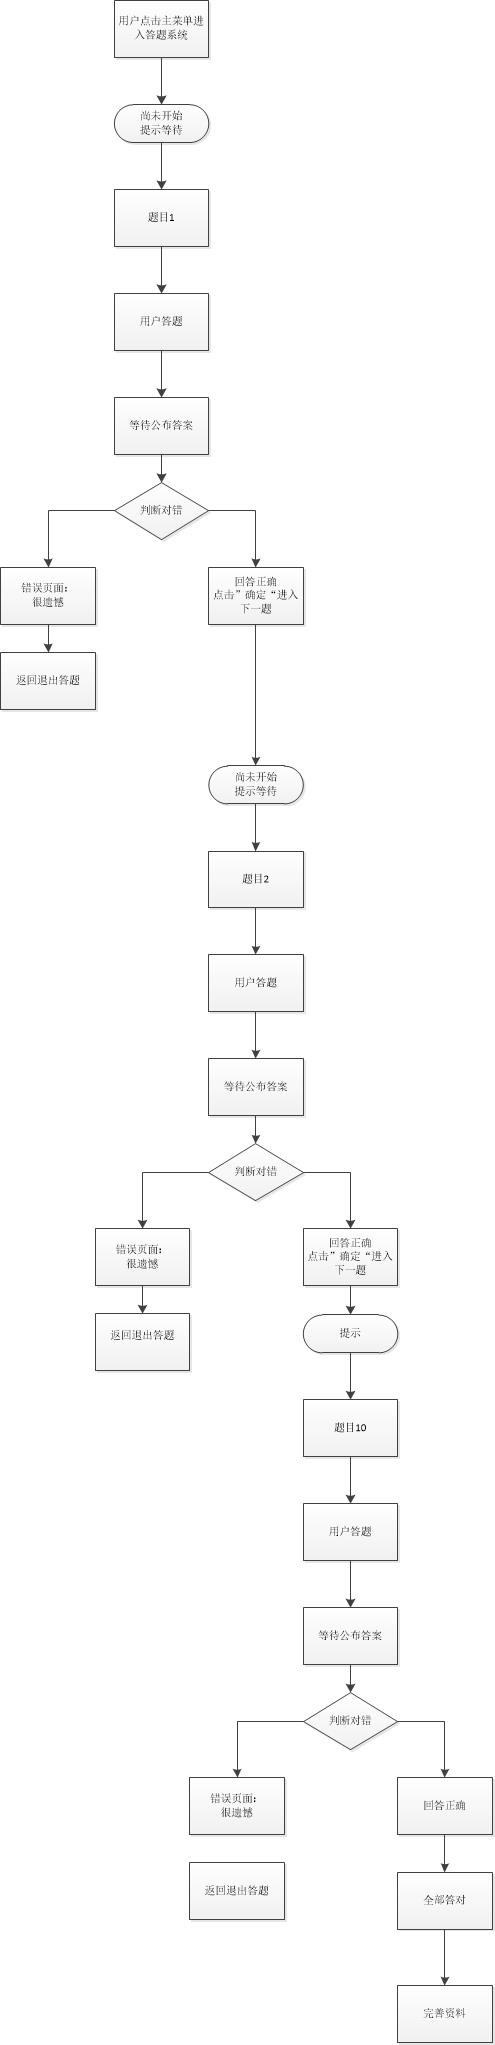 用户点击主菜单进
入答题系统
尚未开始
提示等待
题目1
用户答题
等待公布答案
判断对错
错误页面：
很遗憾
返回退出答题
回答正确
点击”确定“进入
下一题
尚未开始
提示等待
题目2
用户答题
等待公布答案
判断对错
错误页面：
很遗憾
返回退出答题
回答正确
点击”确定“进入
下一题
提示
题目10
用户答题
等待公布答案
判断对错
错误页面：
很遗憾
返回退出答题
回答正确
全部答对
完善资料